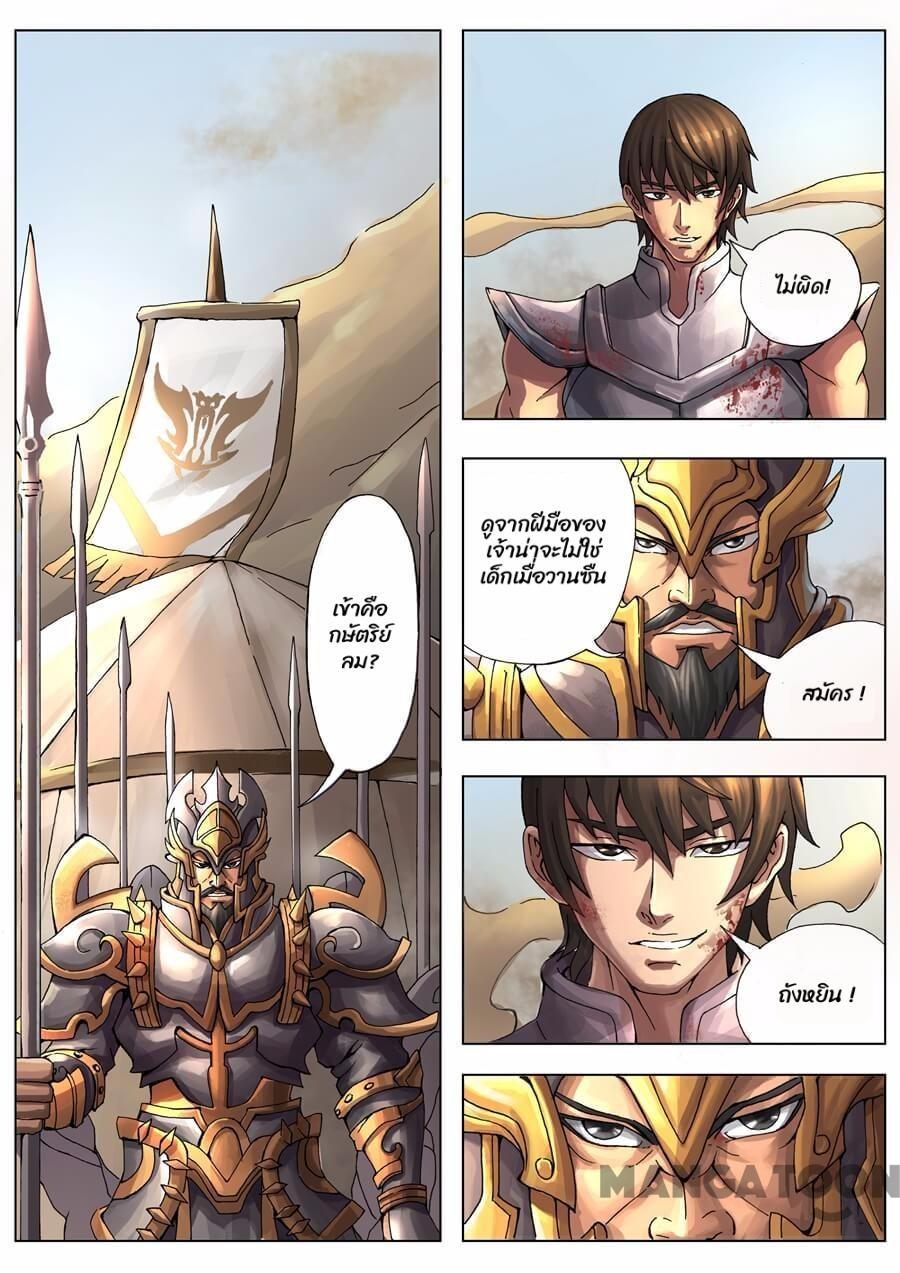 เข้าคือ
กษัตริย์
ลม?
ไม่ผิด!
ดูจากฝีมือของ
เจ้าน่าจะไม่ใช่
เด็กเมื่อวานซืน
สมัคร !
ถังหยิน !
MANGATOON